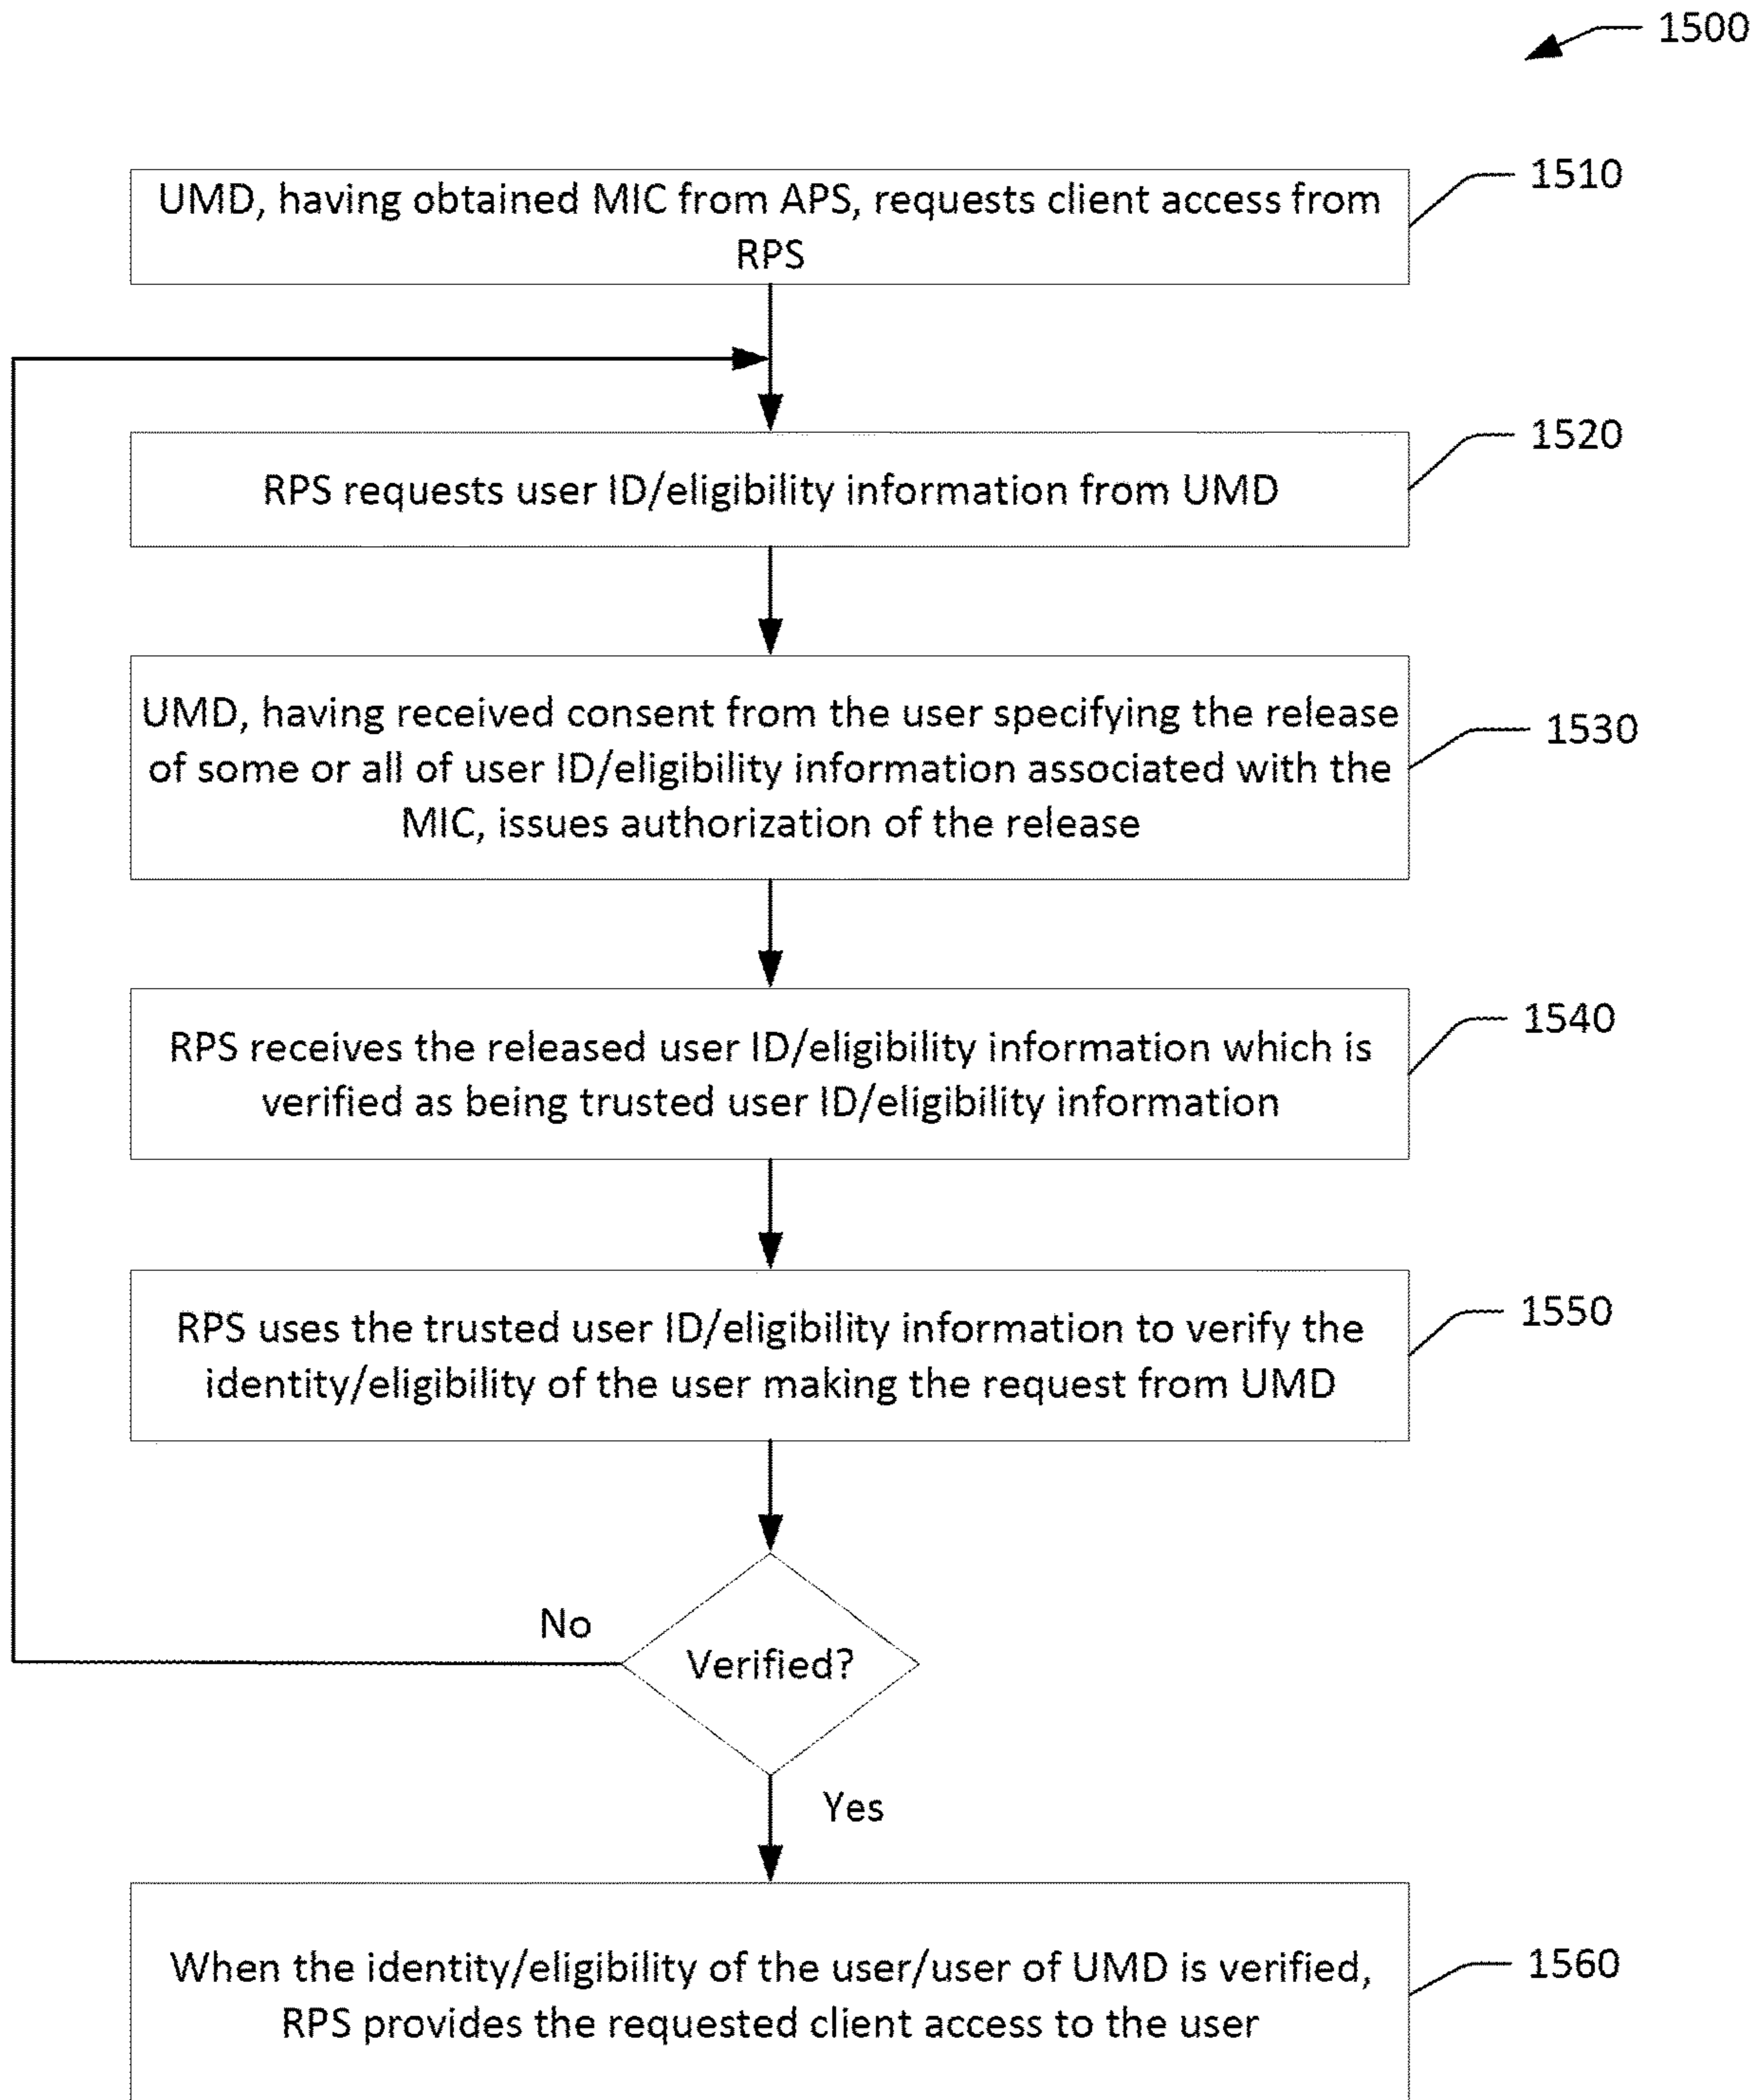 1500
UMD, having obtained MIC from APS, requests client access from
RPS
1510
RPS requests user ID/eligibility information from UMD
1520
UMD, having received consent from the user specifying the release
of some or all of user ID/eligibility information associated with the
MIC, issues authorization of the release
1530
RPS receives the released user ID/eligibility information which is
verified as being trusted user ID/eligibility information
1540
RPS uses the trusted user ID/eligibility information to verify the
identity/eligibility of the user making the request from UMD
1550
No
Verified?
Yes
When the identity/eligibility of the user/user of UMD is verified,
RPS provides the requested client access to the user
1560